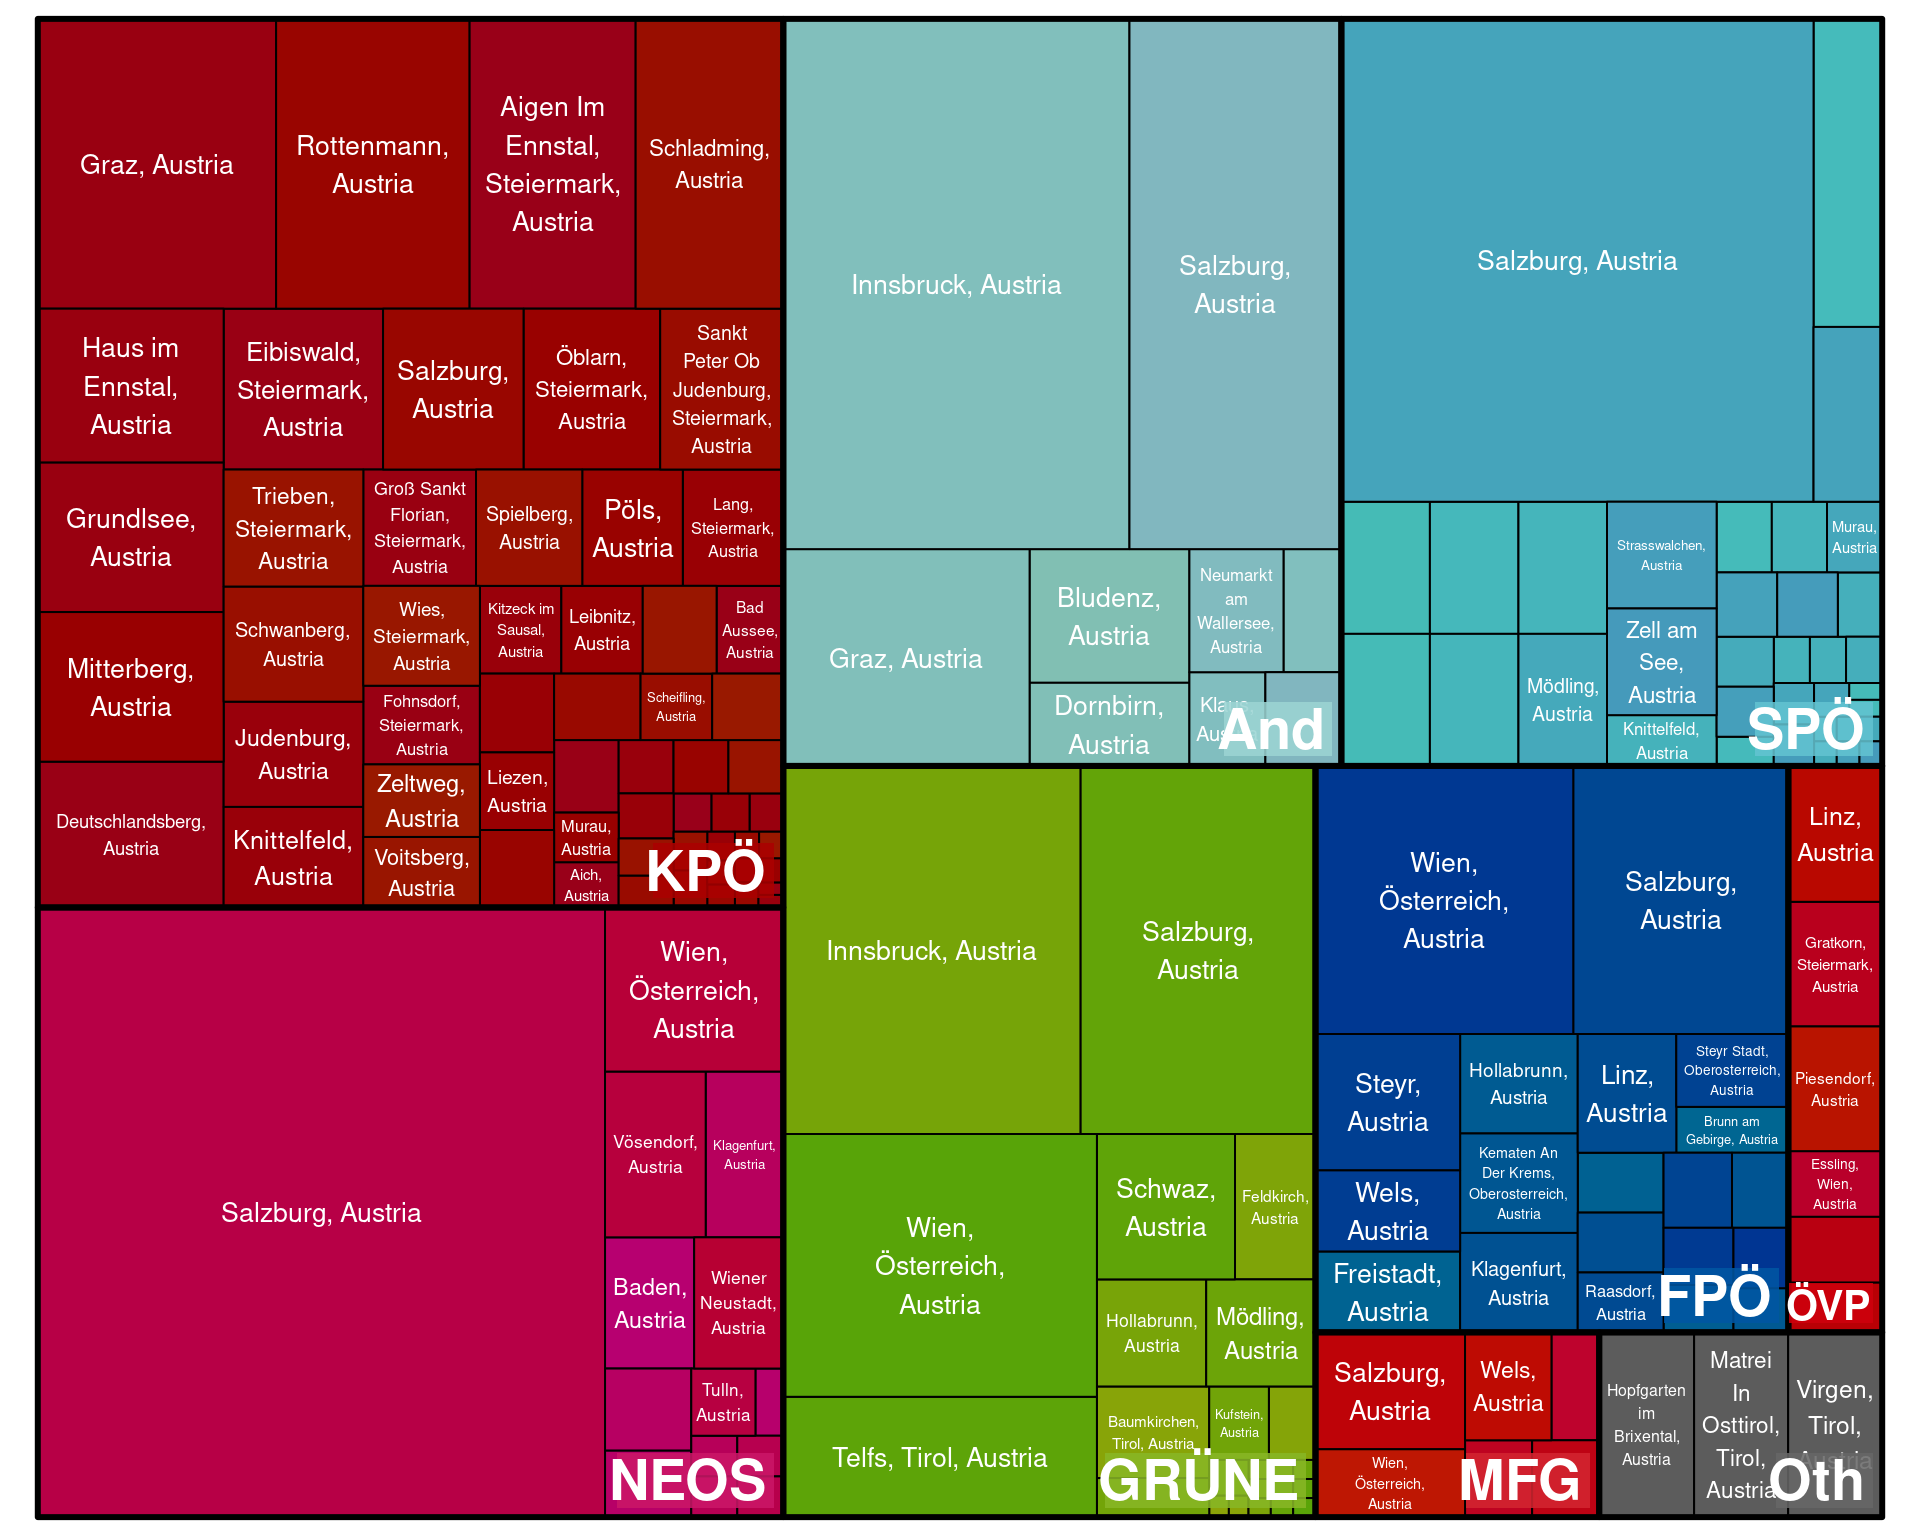 Graz, Austria
Rottenmann,
Austria
Aigen Im
Ennstal,
Steiermark,
Austria
Schladming,
Austria
Haus im
Ennstal,
Austria
Eibiswald,
Steiermark,
Austria
Salzburg,
Austria
Öblarn,
Steiermark,
Austria
Sankt
Peter Ob
Judenburg,
Steiermark,
Austria
Grundlsee,
Austria
Trieben,
Steiermark,
Austria
Groß Sankt
Florian,
Steiermark,
Austria
Spielberg,
Austria
Pöls,
Austria
Lang,
Steiermark,
Austria
Mitterberg,
Austria
Schwanberg,
Austria
Wies,
Steiermark,
Austria
Kitzeck im
Sausal,
Austria
Leibnitz,
Austria
Bad
Aussee,
Austria
Judenburg,
Austria
Fohnsdorf,
Steiermark,
Austria
Scheifling,
Austria
Deutschlandsberg,
Austria
Knittelfeld,
Austria
Zeltweg,
Austria
Voitsberg,
Austria
Liezen,
Austria
Murau,
Austria
Aich,
Austria
KPÖ
Innsbruck, Austria
Salzburg,
Austria
Graz, Austria
Bludenz,
Austria
Dornbirn,
Austria
Neumarkt
am
Wallersee,
Austria
And
Salzburg, Austria
Strasswalchen,
Austria
Murau,
Austria
Zell am
See,
Austria
Mödling,
Austria
Knittelfeld,
Austria
SPÖ
Salzburg, Austria
Wien,
Österreich,
Austria
Vösendorf,
Austria
Klagenfurt,
Austria
Baden,
Austria
Wiener
Neustadt,
Austria
Tulln,
Austria
NEOS
Innsbruck, Austria
Salzburg,
Austria
Wien,
Österreich,
Austria
Schwaz,
Austria
Feldkirch,
Austria
Hollabrunn,
Austria
Mödling,
Austria
Telfs, Tirol, Austria
Baumkirchen,
Tirol, Austria
Kufstein,
Austria
GRÜNE
Wien,
Österreich,
Austria
Salzburg,
Austria
Steyr,
Austria
Hollabrunn,
Austria
Linz,
Austria
Steyr Stadt,
Oberosterreich,
Austria
Brunn am
Gebirge, Austria
Wels,
Austria
Kematen An
Der Krems,
Oberosterreich,
Austria
Freistadt,
Austria
Klagenfurt,
Austria
Raasdorf,
Austria
FPÖ
Linz,
Austria
Gratkorn,
Steiermark,
Austria
Piesendorf,
Austria
Essling,
Wien,
Austria
ÖVP
Salzburg,
Austria
Wels,
Austria
Wien,
Österreich,
Austria
MFG
Hopfgarten
im
Brixental,
Austria
Matrei
In
Osttirol,
Tirol,
Austria
Virgen,
Tirol,
Austria
Oth